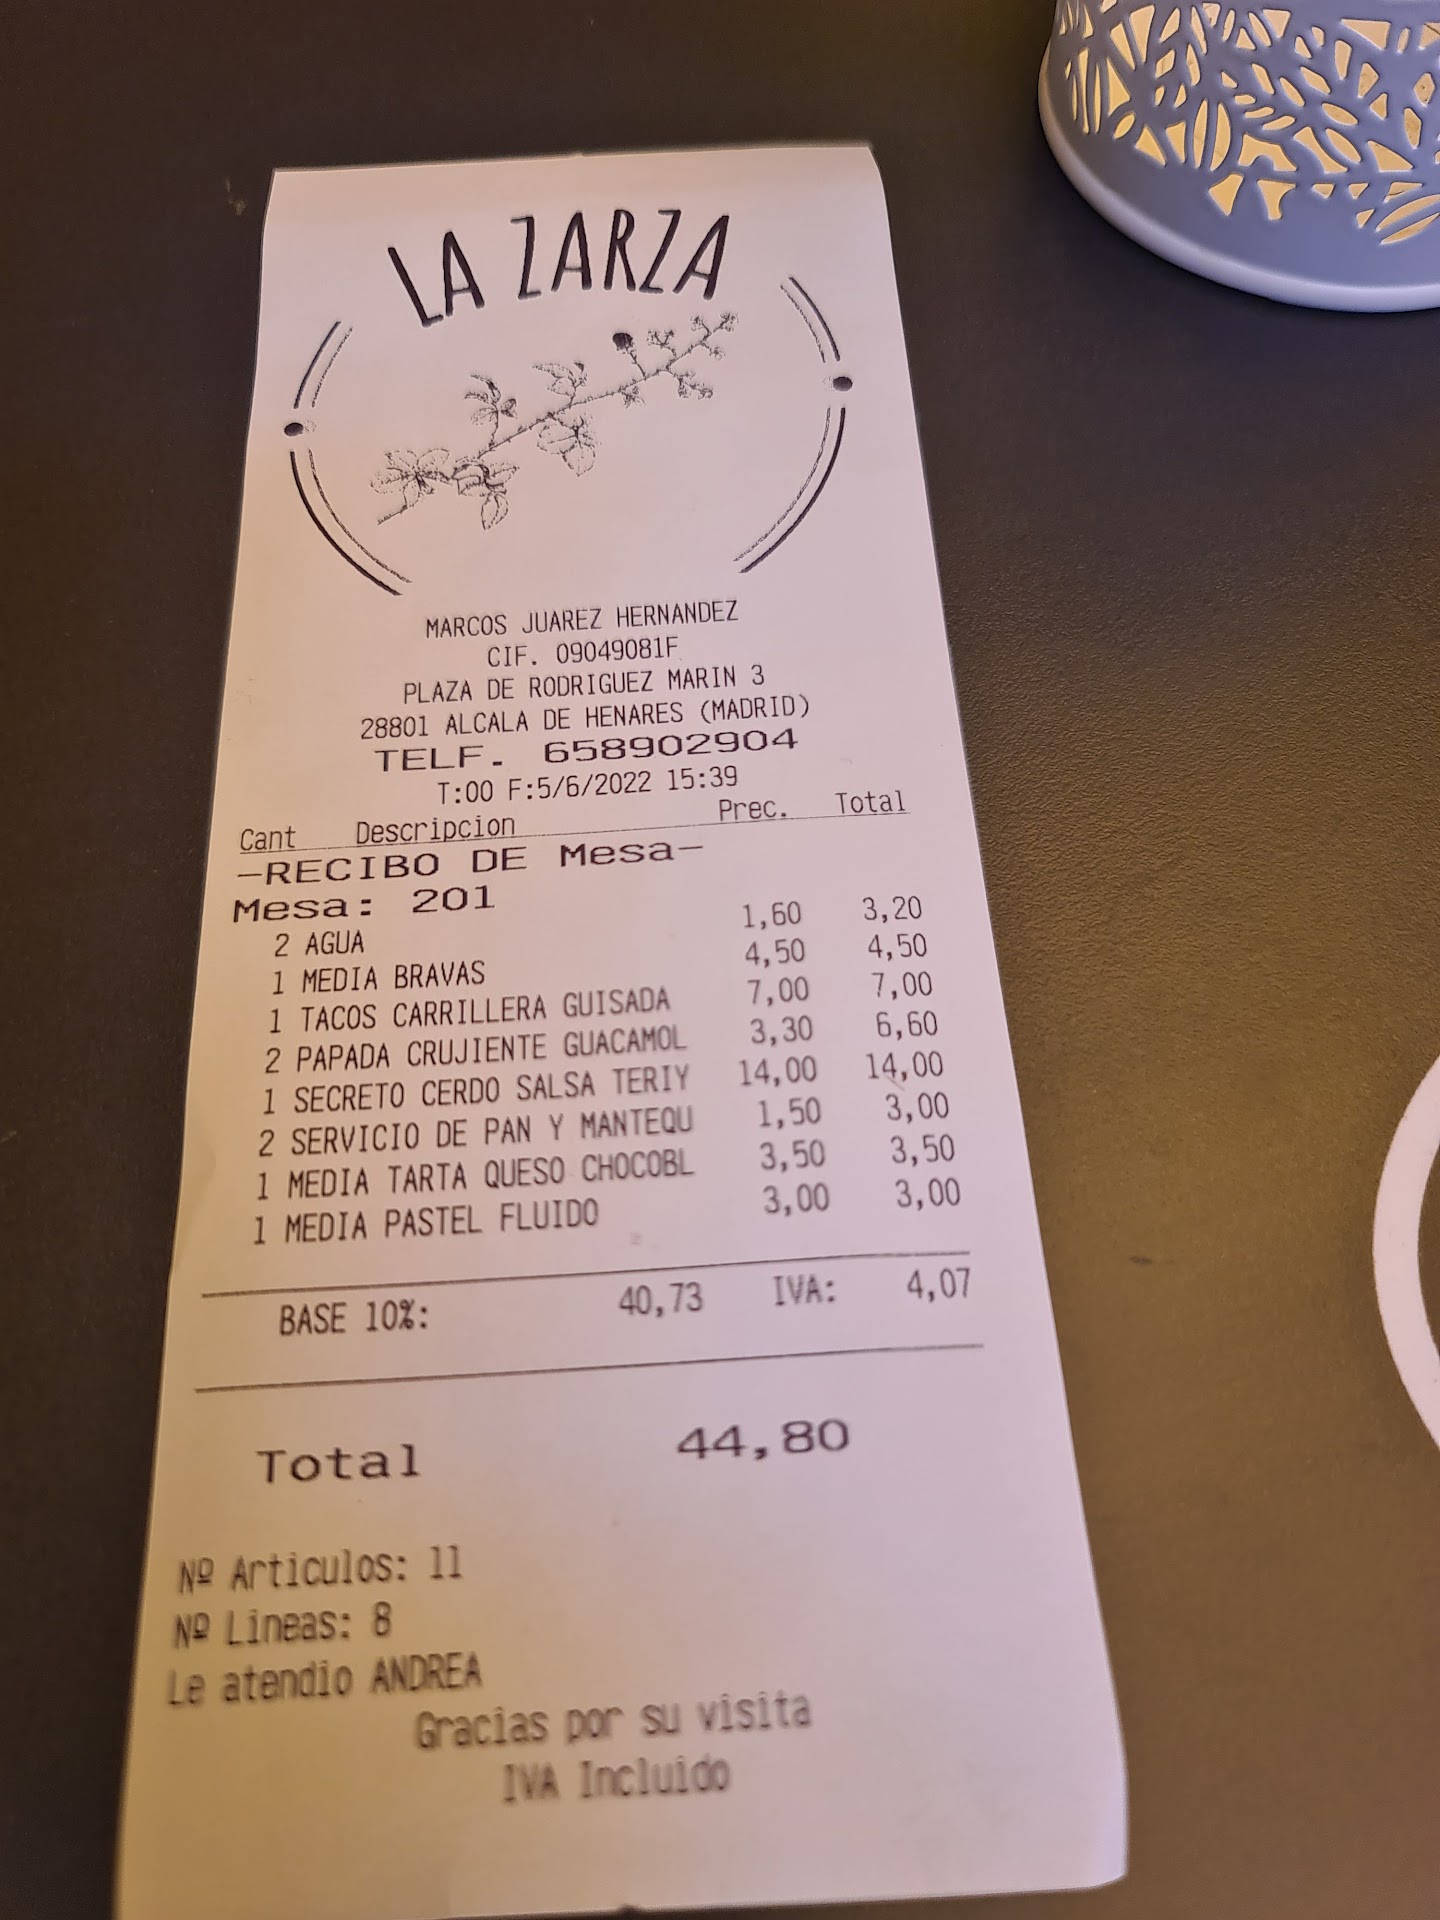 LA ZARZA
MARCOS JUAREZ HERNANDEZ
CIF. 09049081F
PLAZA DE RODRIGUEZ MARIN 3
28801 ALCALA DE HENARES (MADRID)
TELF. 658902904
T:00 F:5/6/2022 15:39
Cant Descripcion Prec. Total
-RECIBO DE Mesa-
Mesa: 201
2 AGUA 1,60 3,20
1 MEDIA BRAVAS 4,50 4,50
1 TACOS CARRILLERA GUISADA 7,00 7,00
2 PAPADA CRUJIENTE GUACAMOL 3,30 6,60
1 SECRETO CERDO SALSA TERIY 14,00 14,00
2 SERVICIO DE PAN Y MANTEQU 1,50 3,00
1 MEDIA TARTA QUESO CHOCOBL 3,50 3,50
1 MEDIA PASTEL FLUIDO 3,00 3,00
BASE 10%: 40,73 IVA: 4,07
Total 44,80
Nº Articulos: 11
Nº Lineas: 8
Le atendio ANDREA
Gracias por su visita
IVA Incluido